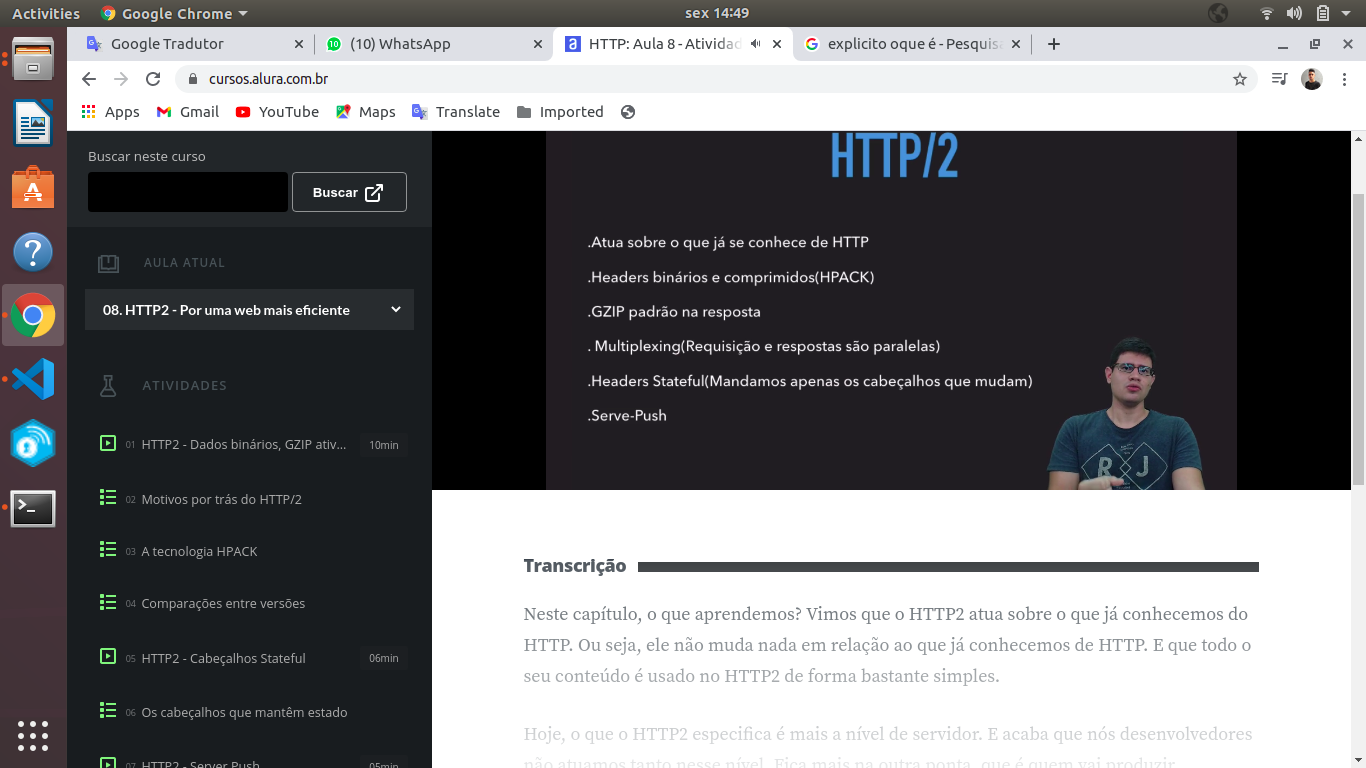 Activities
Google Chrome
sex 14:49
Google Tradutor
(10) WhatsApp
HTTP: Aula 8 - Atividad
explicito oque é - Pesquis
cursos.alura.com.br
Apps
Gmail
YouTube
Maps
Translate
Imported
Buscar neste curso
Buscar
AULA ATUAL
08. HTTP2 - Por uma web mais eficiente
ATIVIDADES
01 HTTP2 - Dados binários, GZIP ativ... 10min
02 Motivos por trás do HTTP/2
03 A tecnologia HPACK
04 Comparações entre versões
05 HTTP2 - Cabeçalhos Stateful 06min
06 Os cabeçalhos que mantêm estado
07 HTTP2 - Server Push 05min
HTTP/2
.Atua sobre o que já se conhece de HTTP
.Headers binários e comprimidos(HPACK)
.GZIP padrão na resposta
. Multiplexing(Requisição e respostas são paralelas)
.Headers Stateful(Mandamos apenas os cabeçalhos que mudam)
.Serve-Push
R J
Transcrição
Neste capítulo, o que aprendemos? Vimos que o HTTP2 atua sobre o que já conhecemos do
HTTP. Ou seja, ele não muda nada em relação ao que já conhecemos de HTTP. E que todo o
seu conteúdo é usado no HTTP2 de forma bastante simples.
Hoje, o que o HTTP2 especifica é mais a nível de servidor. E acaba que nós desenvolvedores
não atuamos tanto nesse nível. Fica mais na outra ponta, que é quem vai produzir